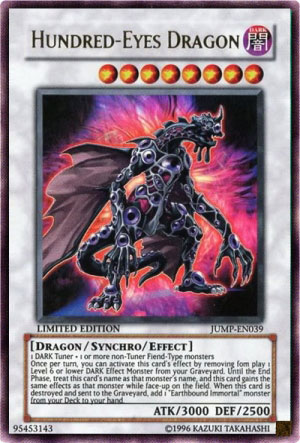 HUNDRED-EYES DRAGON
DARK
闇
LIMITED EDITION JUMP-EN039
[DRAGON / SYNCHRO / EFFECT]
1 DARK Tuner + 1 or more non-Tuner Fiend-Type monsters
Once per turn, you can activate this card's effect by removing from play 1
Level 6 or lower DARK Effect Monster from your Graveyard. Until the End
Phase, treat this card's name as that monster's name, and this card gains the
same effects as that monster while face-up on the field. When this card is
destroyed and sent to the Graveyard, add 1 "Earthbound Immortal" monster
from your Deck to your hand.
ATK/3000 DEF/2500
95453143 ©1996 KAZUKI TAKAHASHI